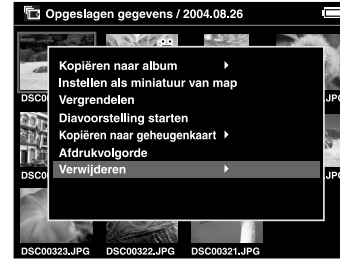 Opgeslagen gegevens / 2004.08.26
Kopiëren naar album
Instellen als miniatuur van map
Vergrendelen
Diavoorstelling starten
Kopiëren naar geheugenkaart
Afdrukvolgorde
Verwijderen
DSC00323.JPG DSC00322.JPG DSC00321.JPG